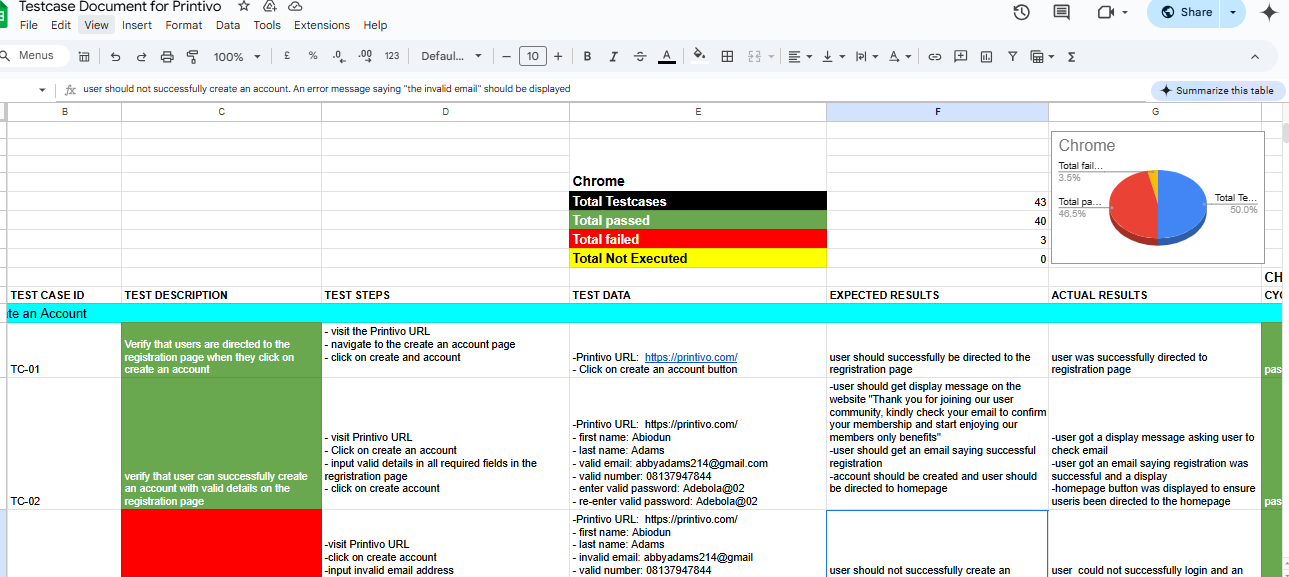 Testcase Document for Printivo
File Edit View Insert Format Data Tools Extensions Help
Share
Menus
100%
£ % .0 .00 123
Defaul...
10
B I A
fx user should not successfully create an account. An error message saying "the invalid email" should be displayed
Summarize this table
B C D E F G
Chrome
Total fail...
3.5%
Total pa...
46.5%
Total Te...
50.0%
Chrome
Total Testcases 43
Total passed 40
Total failed 3
Total Not Executed 0
CH
TEST CASE ID TEST DESCRIPTION TEST STEPS TEST DATA EXPECTED RESULTS ACTUAL RESULTS CYC
te an Account
TC-01
Verify that users are directed to the
registration page when they click on
create an account
- visit the Printivo URL
- navigate to the create an account page
- click on create and account
-Printivo URL: https://printivo.com/
- Click on create an account button
user should successfully be directed to the
registration page
user was successfully directed to
registration page
pas
TC-02
verify that user can successfully create
an account with valid details on the
registration page
- visit Printivo URL
- Click on create an account
- input valid details in all required fields in the
rregistration page
- click on create account
-Printivo URL: https://printivo.com/
- first name: Abiodun
- last name: Adams
- valid email: abbyadams214@gmail.com
- valid number: 08137947844
- enter valid password: Adebola@02
- re-enter valid password: Adebola@02
-user should get display message on the
website "Thank you for joining our user
community, kindly check your email to confirm
your membership and start enjoying our
members only benefits"
-user should get an email saying successful
registration
-account should be created and user should
be directed to homepage
-user got a display message asking user to
check email
-user got an email saying registration was
successful and a display
-homepage button was displayed to ensure
useris been directed to the homepage
pas
-visit Printivo URL
-click on create account
-input invalid email address
-Printivo URL: https://printivo.com/
- first name: Abiodun
- last name: Adams
- invalid email: abbyadams214@gmail
- valid number: 08137947844
user should not successfully create an
user could not successfully login and an